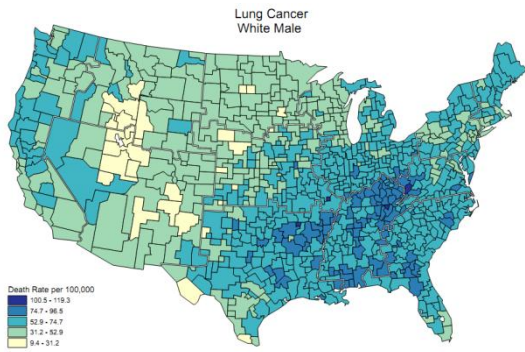 Lung Cancer
White Male
Death Rate per 100,000
100.5 - 119.3
74.7 - 96.5
52.9 - 74.7
31.2 - 52.9
9.4 - 31.2